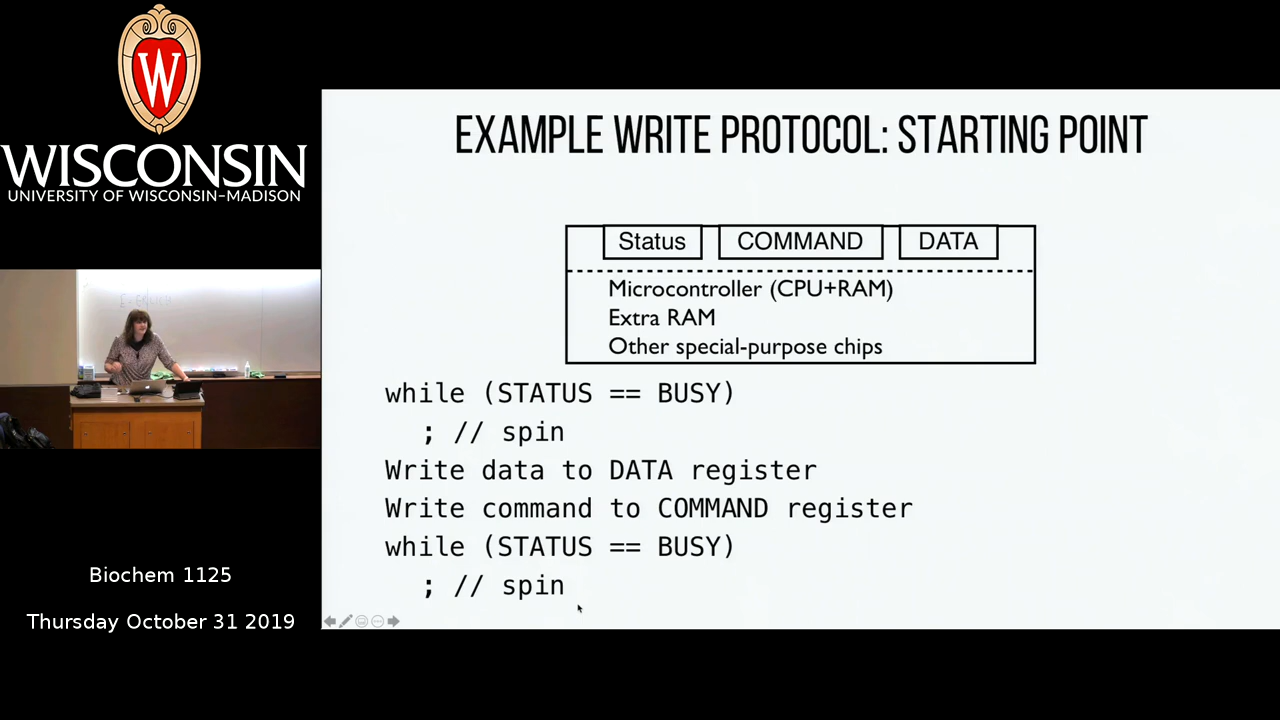 W
WISCONSIN
UNIVERSITY OF WISCONSIN–MADISON
Biochem 1125
Thursday October 31 2019
EXAMPLE WRITE PROTOCOL: STARTING POINT
Status COMMAND DATA
Microcontroller (CPU+RAM)
Extra RAM
Other special-purpose chips
while (STATUS == BUSY)
; // spin
Write data to DATA register
Write command to COMMAND register
while (STATUS == BUSY)
; // spin